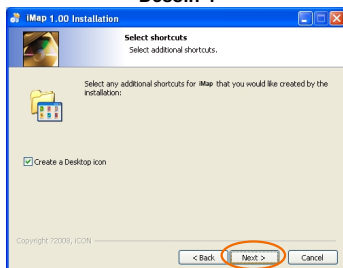 iMap 1.00 Installation
Select shortcuts
Select additional shortcuts.
Select any additional shortcuts for iMap that you would like created by the
installation:
Create a Desktop icon
Copyright ?2008, iCON
< Back
Next >
Cancel